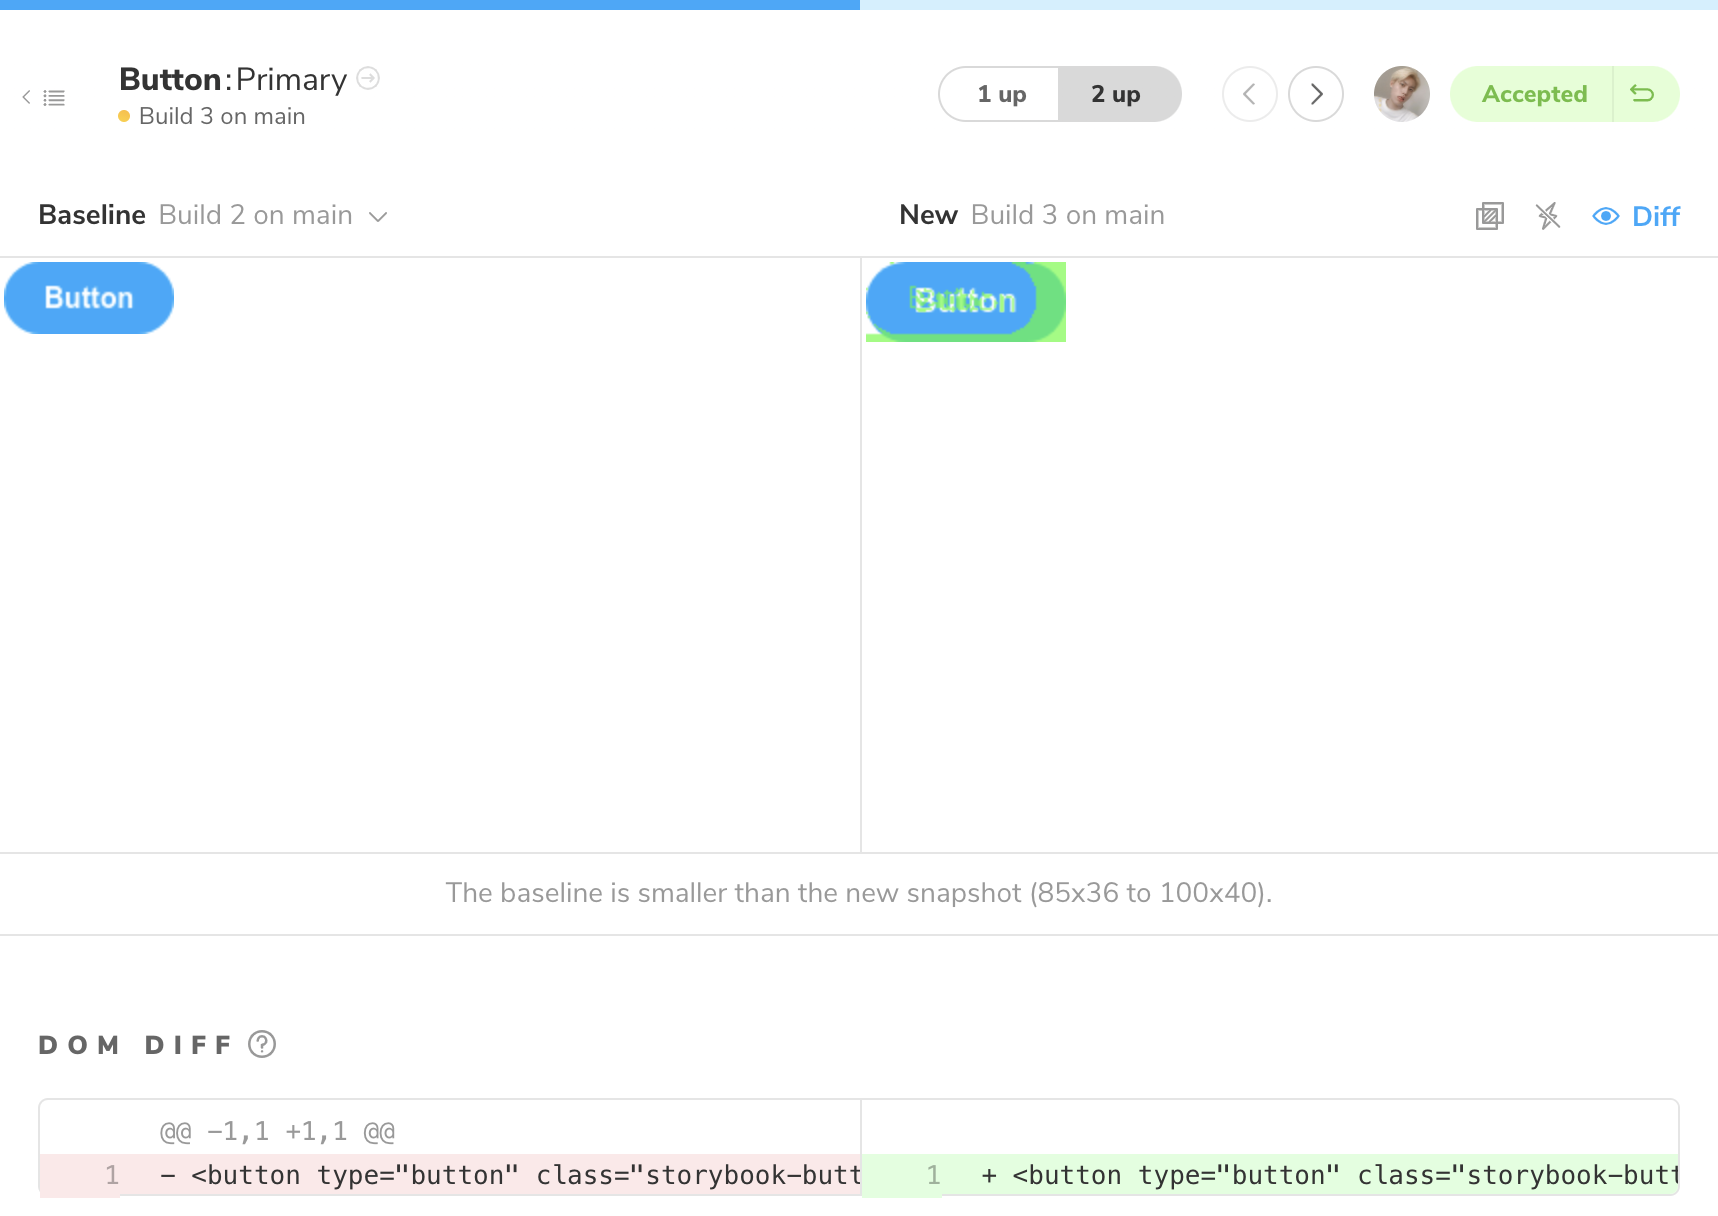 Button:Primary
Build 3 on main
1 up
2 up
Accepted
Baseline Build 2 on main
New Build 3 on main
Diff
Button
Button
The baseline is smaller than the new snapshot (85x36 to 100x40).
DOM DIFF ?
@@ -1,1 +1,1 @@
1 - <button type="button" class="storybook-butt
1 + <button type="button" class="storybook-butt